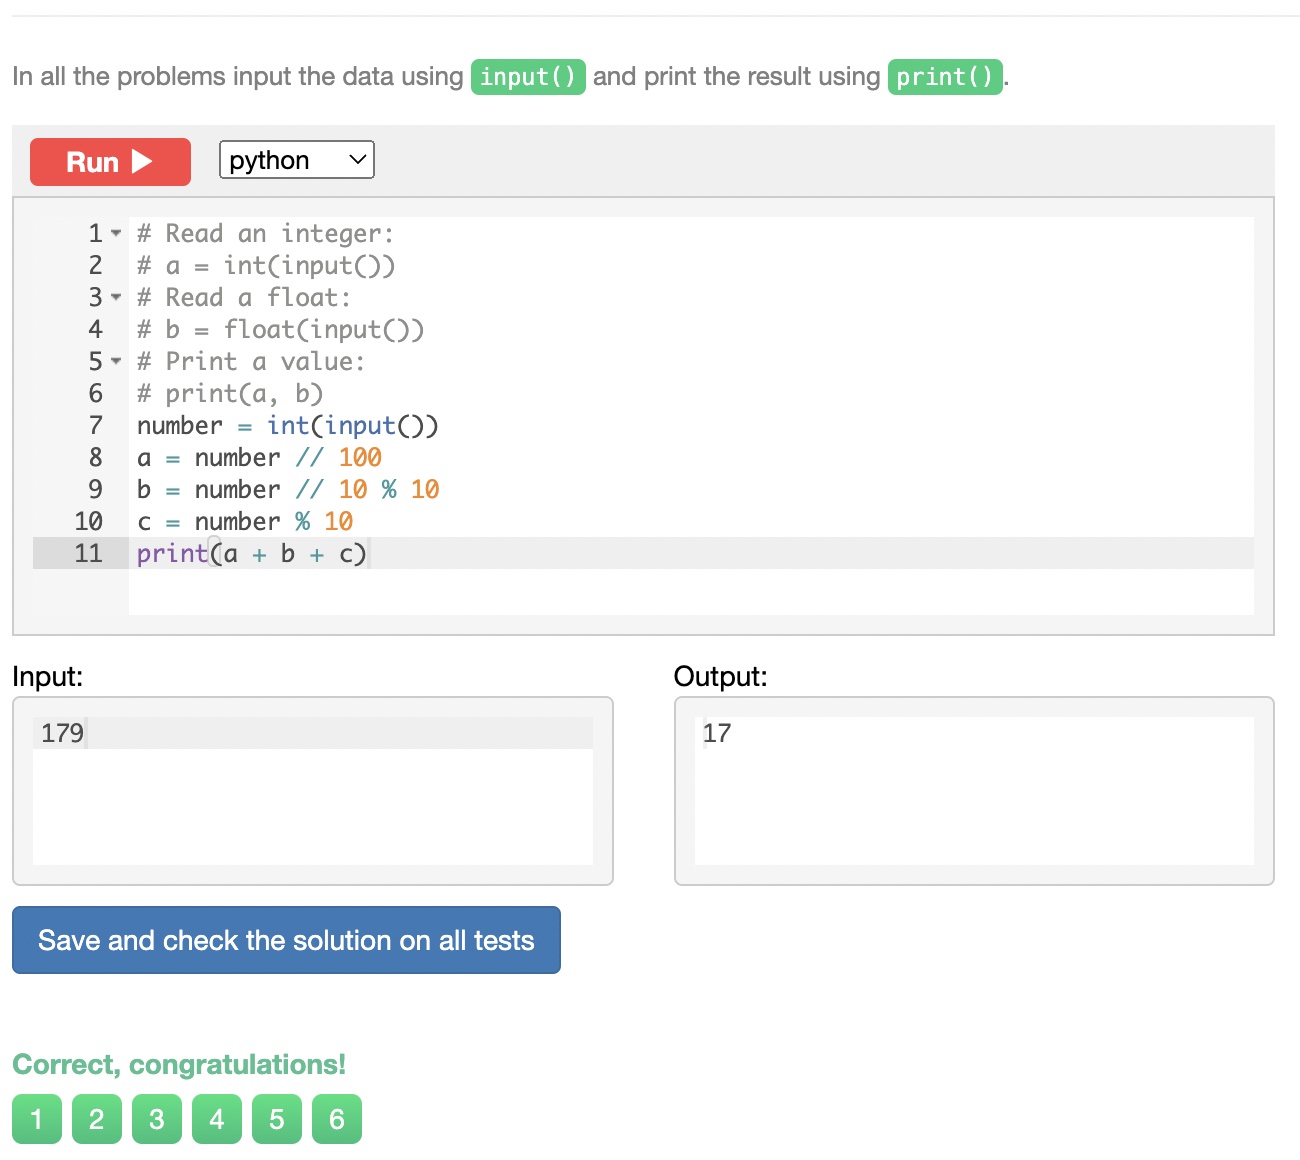 In all the problems input the data using input() and print the result using print().
Run
python
1 # Read an integer:
2 # a = int(input())
3 # Read a float:
4 # b = float(input())
5 # Print a value:
6 # print(a, b)
7 number = int(input())
8 a = number // 100
9 b = number // 10 % 10
10 c = number % 10
11 print(a + b + c)
Input:
Output:
179
17
Save and check the solution on all tests
Correct, congratulations!
1 2 3 4 5 6